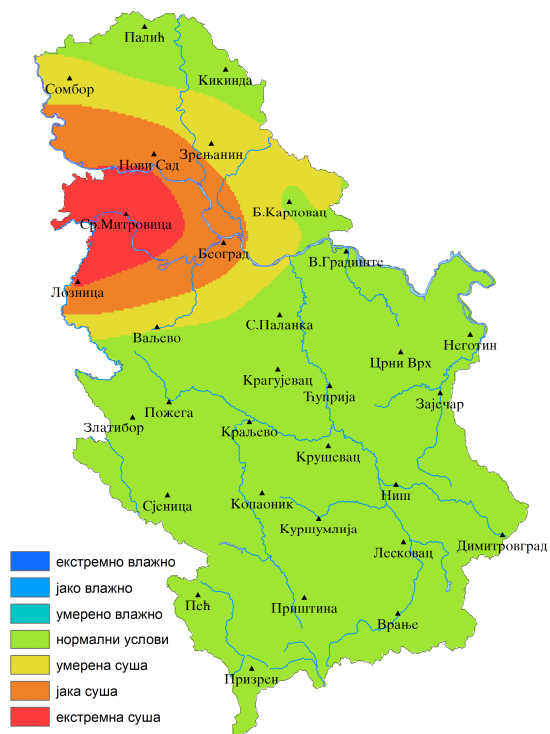 Палић
Кикинда
Сомбор
Зрењанин
Нови Сад
Б.Карловац
Ср.Митровица
Београд
В.Градиште
Лозница
С.Паланка
Ваљево
Неготин
Црни Врх
Крагујевац
Ћуприја
Зајечар
Пожега
Златибор
Краљево
Крушевац
Ниш
Сјеница
Копаоник
Куршумлија
Димитровград
Лесковац
Пећ
Приштина
Врање
Призрен
екстремно влажно
јако влажно
умерено влажно
нормални услови
умерена суша
јака суша
екстремна суша